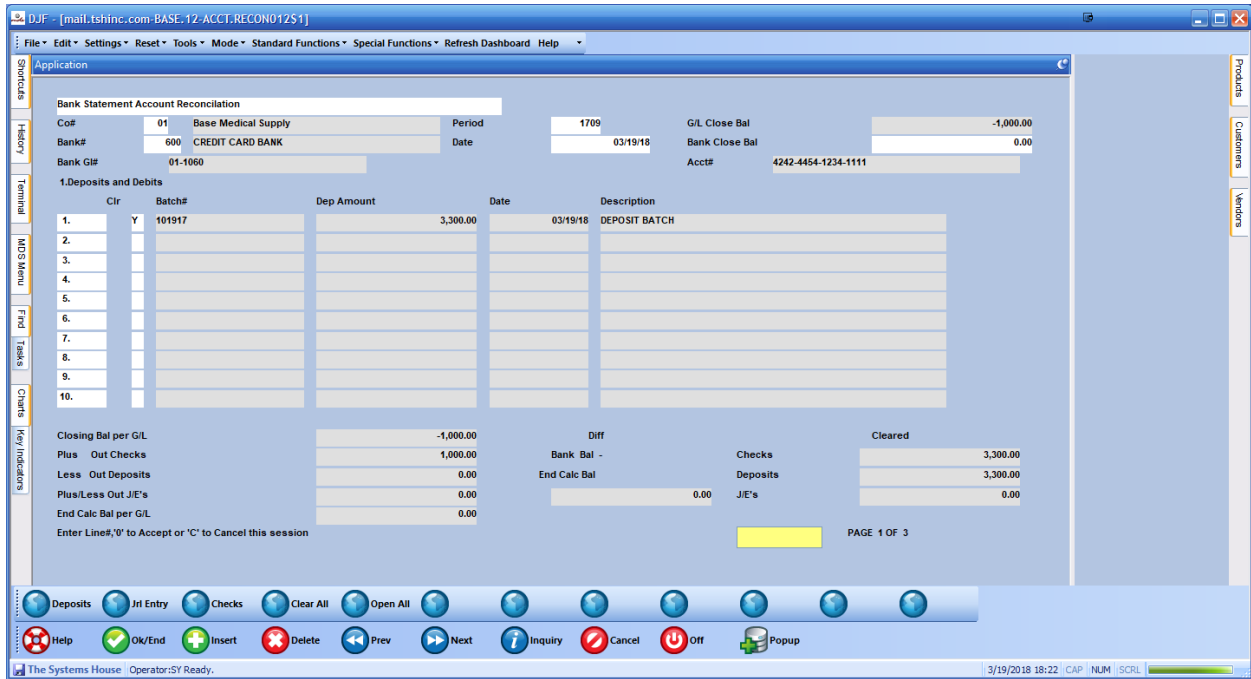 DJF - [mail.tshinc.com-BASE.12-ACCT.RECON012$1]
File Edit Settings Reset Tools Mode Standard Functions Special Functions Refresh Dashboard Help
Application
Shortcuts
History
Terminal
MDS Menu
Find
Tasks
Charts
Key Indicators
Products
Customers
Vendors
Bank Statement Account Reconcilation
Co# 01 Base Medical Supply Period 1709 G/L Close Bal -1,000.00
Bank# 600 CREDIT CARD BANK Date 03/19/18 Bank Close Bal 0.00
Bank Gl# 01-1060 Acct# 4242-4454-1234-1111
1.Deposits and Debits
Clr Batch# Dep Amount Date Description
1. Y 101917 3,300.00 03/19/18 DEPOSIT BATCH
2.
3.
4.
5.
6.
7.
8.
9.
10.
Closing Bal per G/L -1,000.00 Diff Cleared
Plus Out Checks 1,000.00 Bank Bal - Checks 3,300.00
Less Out Deposits 0.00 End Calc Bal Deposits 3,300.00
Plus/Less Out J/E's 0.00 0.00 J/E's 0.00
End Calc Bal per G/L 0.00
Enter Line#,'0' to Accept or 'C' to Cancel this session PAGE 1 OF 3
Deposits Jrl Entry Checks Clear All Open All
Help Ok/End Insert Delete Prev Next Inquiry Cancel Off Popup
The Systems House Operator:SY Ready. 3/19/2018 18:22 CAP NUM SCRL